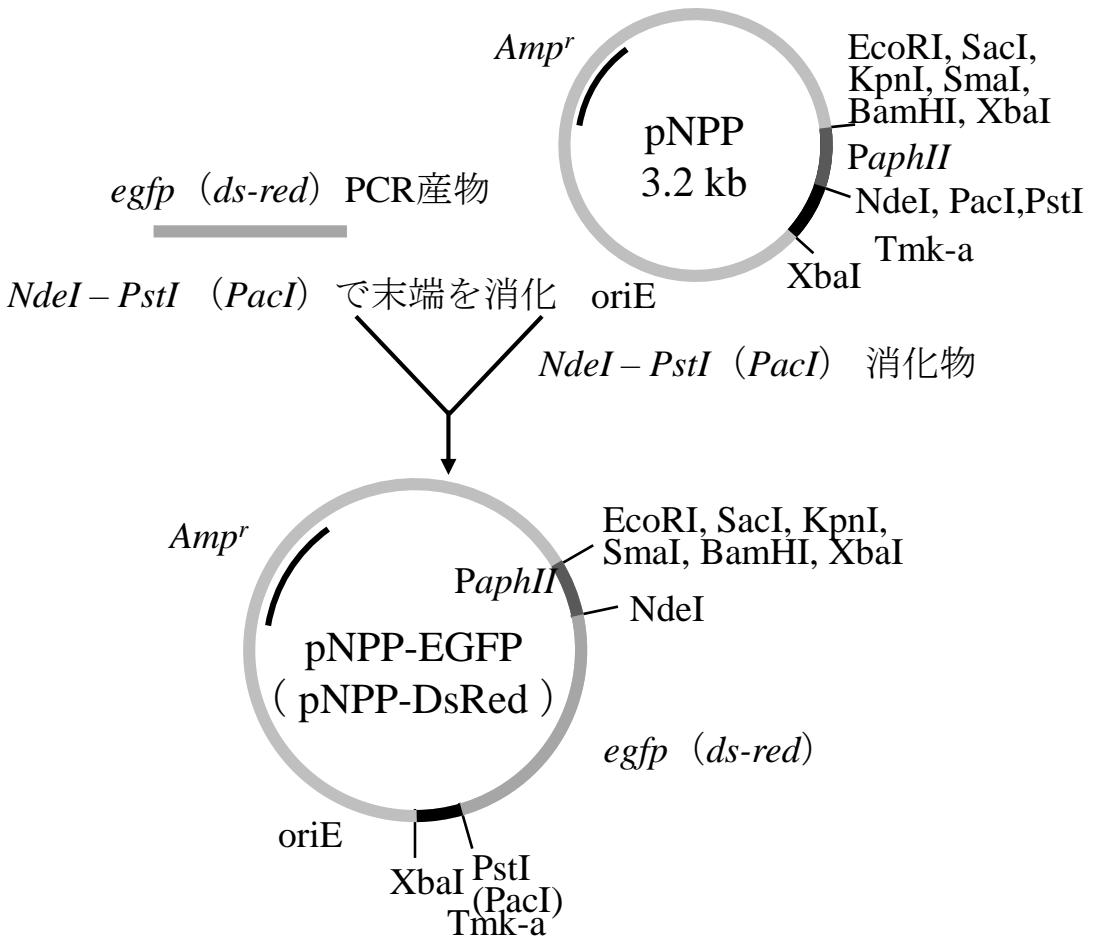 Ampʳ
EcoRI, SacI,
KpnI, SmaI,
BamHI, XbaI
pNPP
3.2 kb
PaphII
NdeI, PacI,PstI
Tmk-a
XbaI
oriE
egfp（ds-red）PCR産物
NdeI – PstI （PacI）で末端を消化
NdeI – PstI（PacI） 消化物
Ampʳ
EcoRI, SacI, KpnI,
SmaI, BamHI, XbaI
PaphII
NdeI
pNPP-EGFP
（ pNPP-DsRed ）
egfp（ds-red）
oriE
XbaI
PstI
(PacI)
Tmk-a